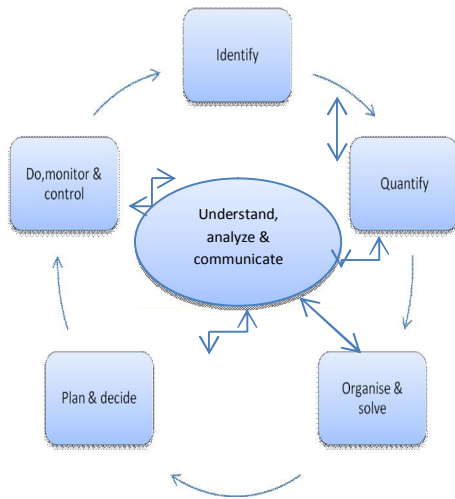 Identify
Quantify
Organise &
solve
Plan & decide
Do,monitor &
control
Understand,
analyze &
communicate